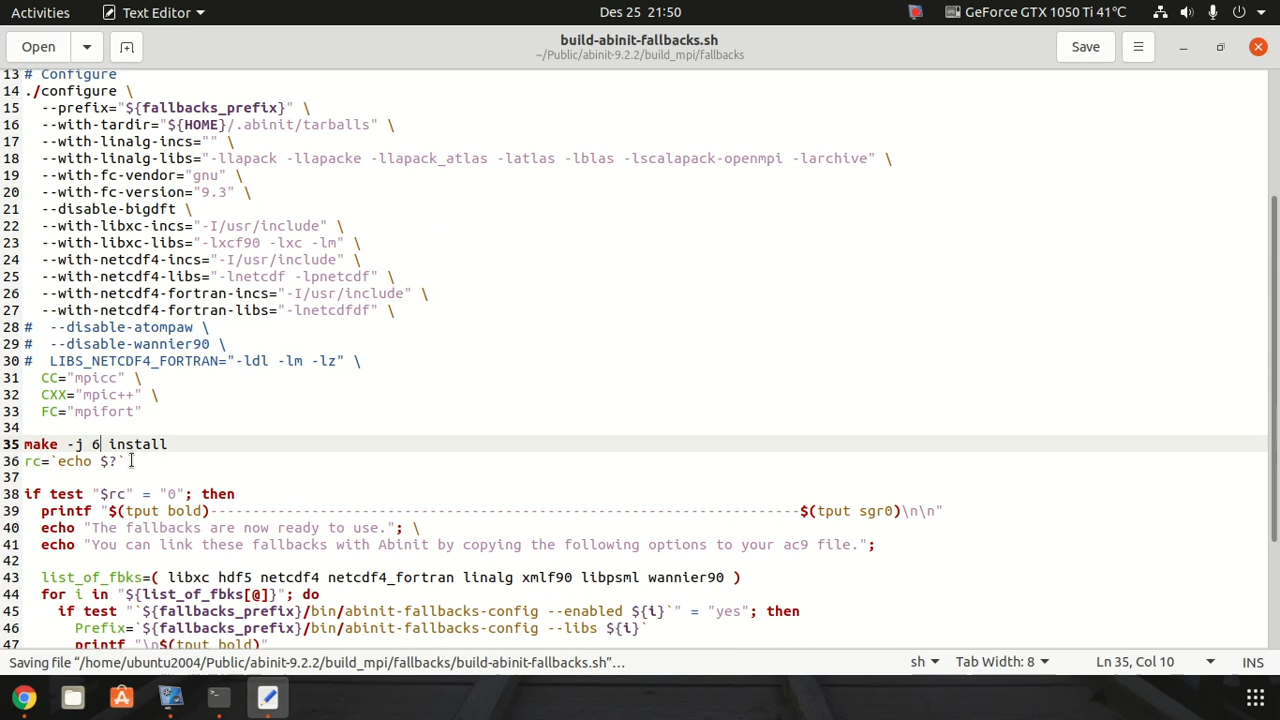 Activities Text Editor Des 25 21:50 GeForce GTX 1050 Ti 41°C
Open build-abinit-fallbacks.sh Save
~/Public/abinit-9.2.2/build_mpi/fallbacks
13 # Configure
14 ./configure \
15   --prefix="${fallbacks_prefix}" \
16   --with-tardir="${HOME}/.abinit/tarballs" \
17   --with-linalg-incs="" \
18   --with-linalg-libs="-llapack -llapacke -llapack_atlas -latlas -lblas -lscalapack-openmpi -larchive" \
19   --with-fc-vendor="gnu" \
20   --with-fc-version="9.3" \
21   --disable-bigdft \
22   --with-libxc-incs="-I/usr/include" \
23   --with-libxc-libs="-lxcf90 -lxc -lm" \
24   --with-netcdf4-incs="-I/usr/include" \
25   --with-netcdf4-libs="-lnetcdf -lpnetcdf" \
26   --with-netcdf4-fortran-incs="-I/usr/include" \
27   --with-netcdf4-fortran-libs="-lnetcdfdf" \
28 #  --disable-atompaw \
29 #  --disable-wannier90 \
30 #  LIBS_NETCDF4_FORTRAN="-ldl -lm -lz" \
31   CC="mpicc" \
32   CXX="mpic++" \
33   FC="mpifort"
34
35 make -j 6 install
36 rc=`echo $?`
37
38 if test "$rc" = "0"; then
39   printf "$(tput bold)----------------------------------------------------------------------$(tput sgr0)\n\n"
40   echo "The fallbacks are now ready to use."; \
41   echo "You can link these fallbacks with Abinit by copying the following options to your ac9 file.";
42
43   list_of_fbks=( libxc hdf5 netcdf4 netcdf4_fortran linalg xmlf90 libpsml wannier90 )
44   for i in "${list_of_fbks[@]}"; do
45     if test "`${fallbacks_prefix}/bin/abinit-fallbacks-config --enabled ${i}`" = "yes"; then
46       Prefix=`${fallbacks_prefix}/bin/abinit-fallbacks-config --libs ${i}`
47       printf "\n$(tput bold)"
Saving file “/home/ubuntu2004/Public/abinit-9.2.2/build_mpi/fallbacks/build-abinit-fallbacks.sh”… sh Tab Width: 8 Ln 35, Col 10 INS